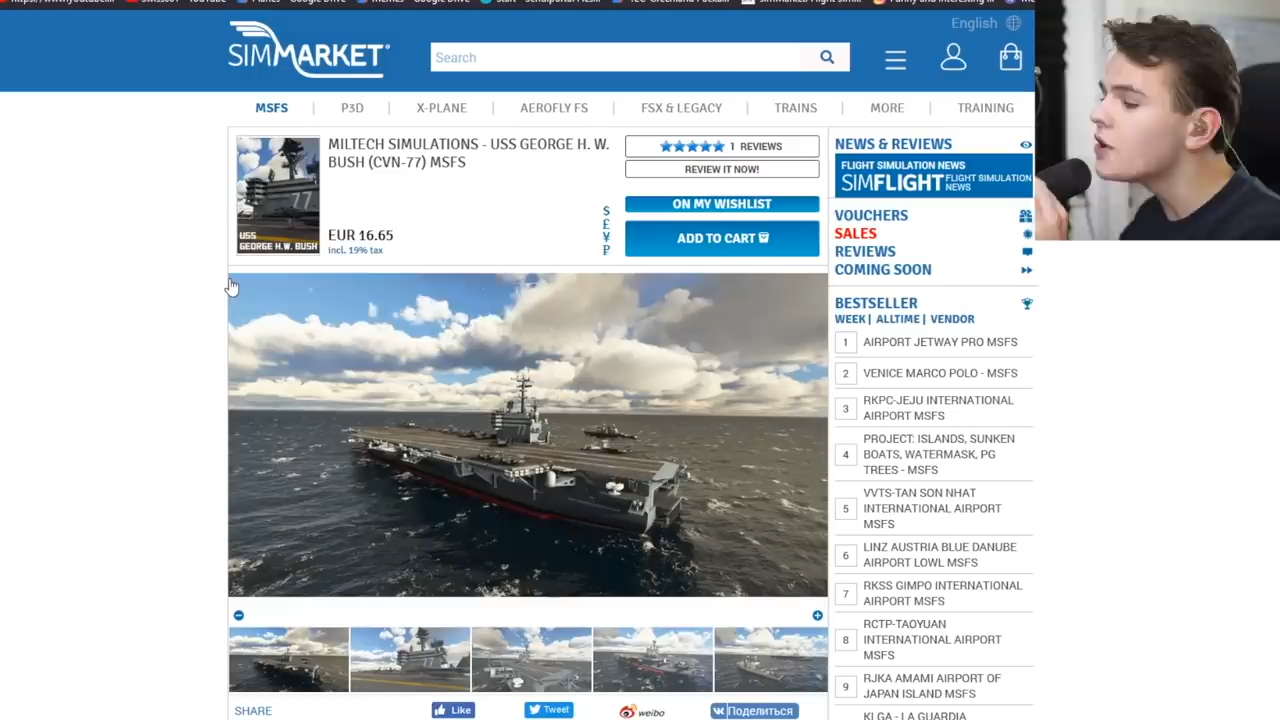 English
SIMMARKET
Search
MSFS | P3D | X-PLANE | AEROFLY FS | FSX & LEGACY | TRAINS | MORE | TRAINING
MILTECH SIMULATIONS - USS GEORGE H. W.
BUSH (CVN-77) MSFS
77
USS
GEORGE H.W. BUSH
EUR 16.65
incl. 19% tax
$
£
¥
₽
1 REVIEWS
REVIEW IT NOW!
ON MY WISHLIST
ADD TO CART
NEWS & REVIEWS
FLIGHT SIMULATION NEWS
SIMFLIGHT FLIGHT SIMULATION
NEWS
VOUCHERS
SALES
REVIEWS
COMING SOON
BESTSELLER
WEEK | ALLTIME | VENDOR
1 AIRPORT JETWAY PRO MSFS
2 VENICE MARCO POLO - MSFS
3 RKPC-JEJU INTERNATIONAL
AIRPORT MSFS
4 PROJECT: ISLANDS, SUNKEN
BOATS, WATERMASK, PG
TREES - MSFS
5 VVTS-TAN SON NHAT
INTERNATIONAL AIRPORT
MSFS
6 LINZ AUSTRIA BLUE DANUBE
AIRPORT LOWL MSFS
7 RKSS GIMPO INTERNATIONAL
AIRPORT MSFS
8 RCTP-TAOYUAN
INTERNATIONAL AIRPORT
MSFS
9 RJKA AMAMI AIRPORT OF
JAPAN ISLAND MSFS
KLGA - LA GUARDIA
SHARE
Like
Tweet
weibo
Поделиться